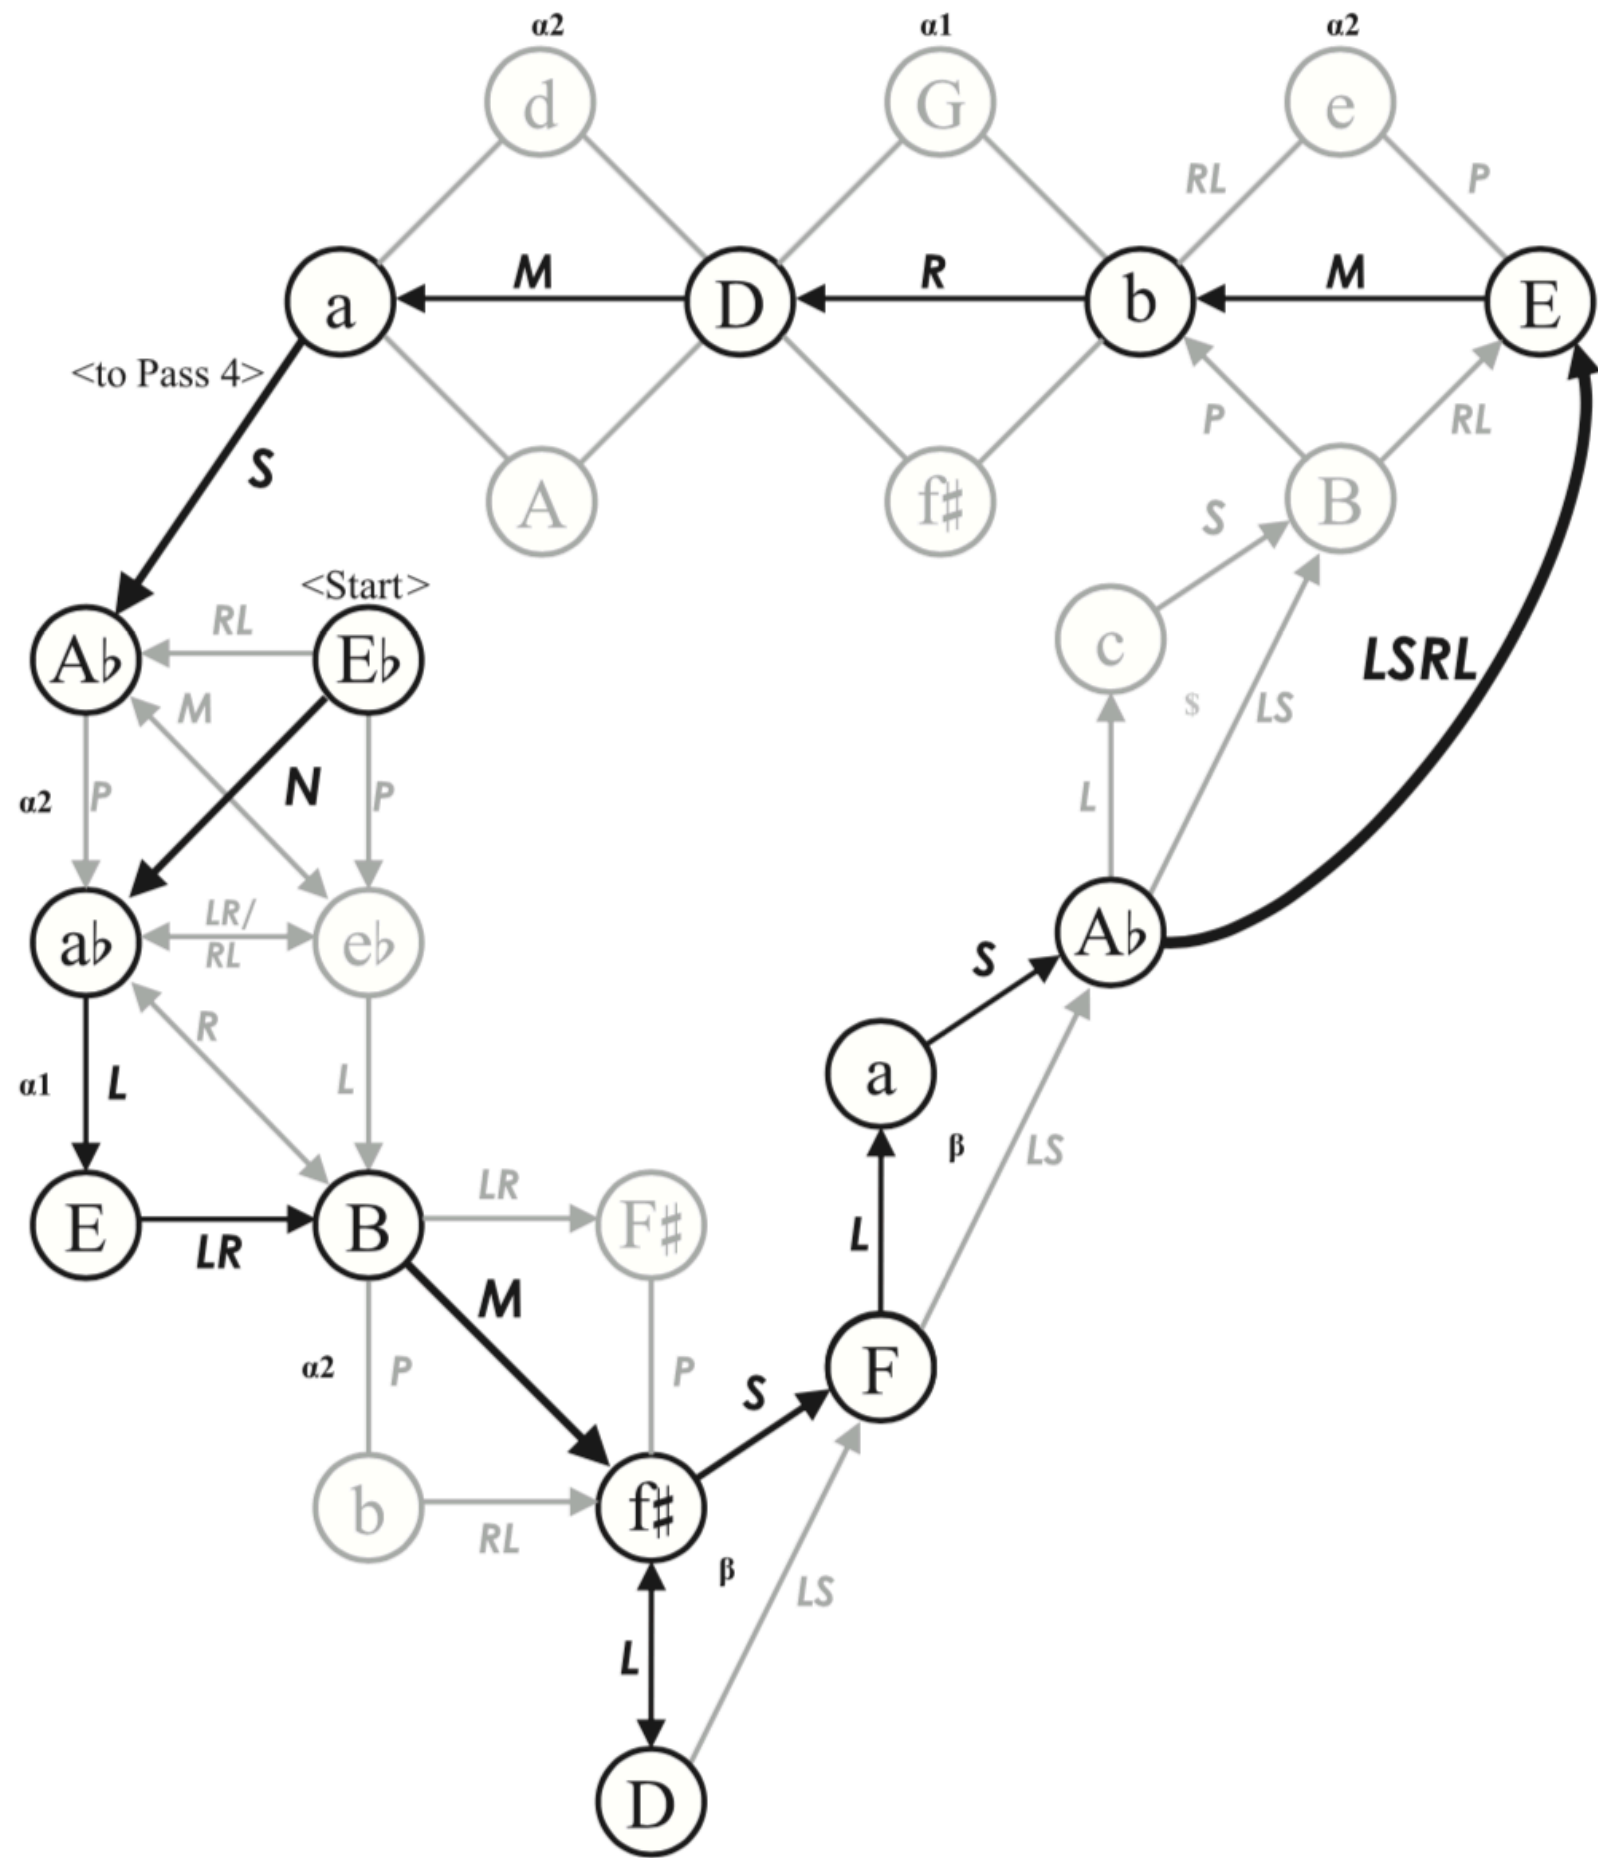 α2 α1 α2
d G e
RL P
M R M
a D b E
<to Pass 4>
P RL
S
A f♯ B
S
<Start>
RL
c
A♭ E♭
LSRL
M $ LS
N
α2 P P L
LR/
a♭ e♭ A♭
RL
S
R
a
α1 L L
β LS
LR
E B F♯
LR L
M
α2 P P F
S
b f♯
RL
β LS
L
D